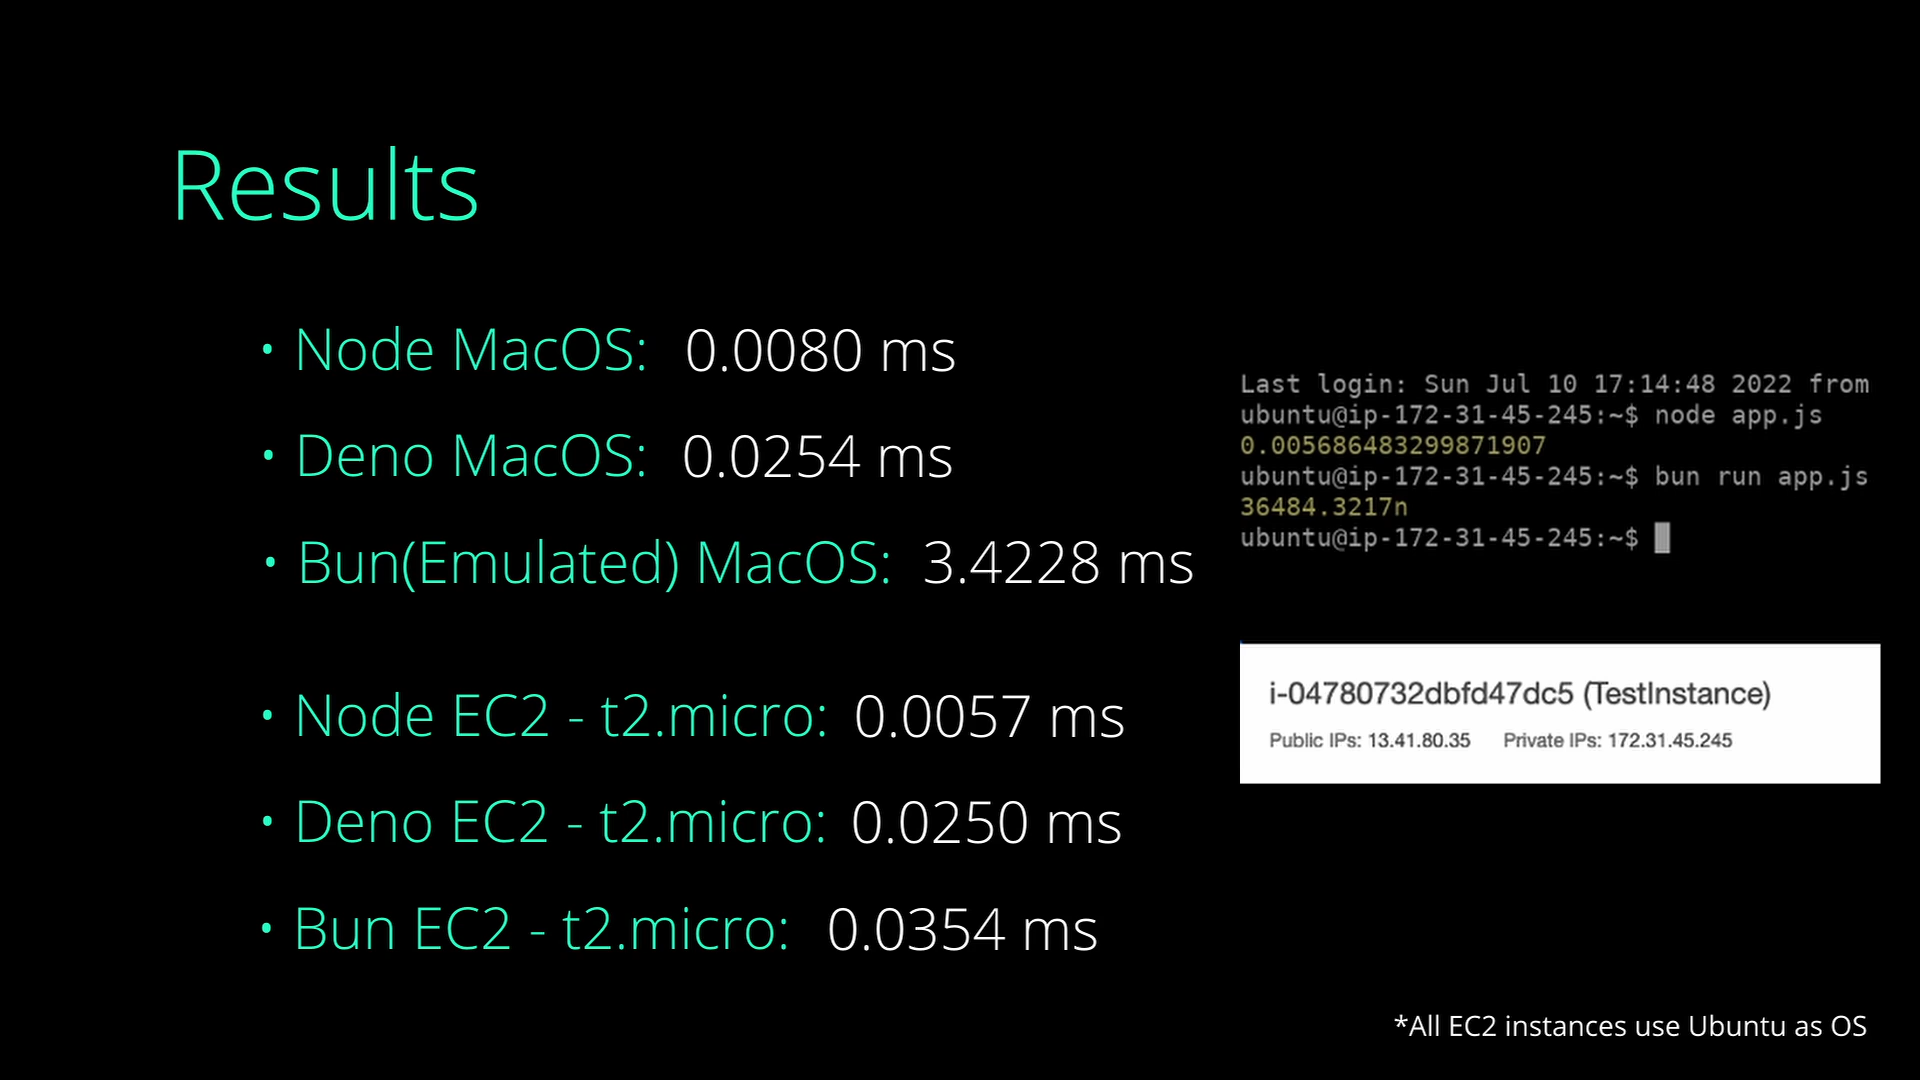 Results
• Node MacOS: 0.0080 ms
• Deno MacOS: 0.0254 ms
• Bun(Emulated) MacOS: 3.4228 ms
• Node EC2 - t2.micro: 0.0057 ms
• Deno EC2 - t2.micro: 0.0250 ms
• Bun EC2 - t2.micro: 0.0354 ms
Last login: Sun Jul 10 17:14:48 2022 from
ubuntu@ip-172-31-45-245:~$ node app.js
0.005686483299871907
ubuntu@ip-172-31-45-245:~$ bun run app.js
36484.3217n
ubuntu@ip-172-31-45-245:~$
i-04780732dbfd47dc5 (TestInstance)
Public IPs: 13.41.80.35 Private IPs: 172.31.45.245
*All EC2 instances use Ubuntu as OS